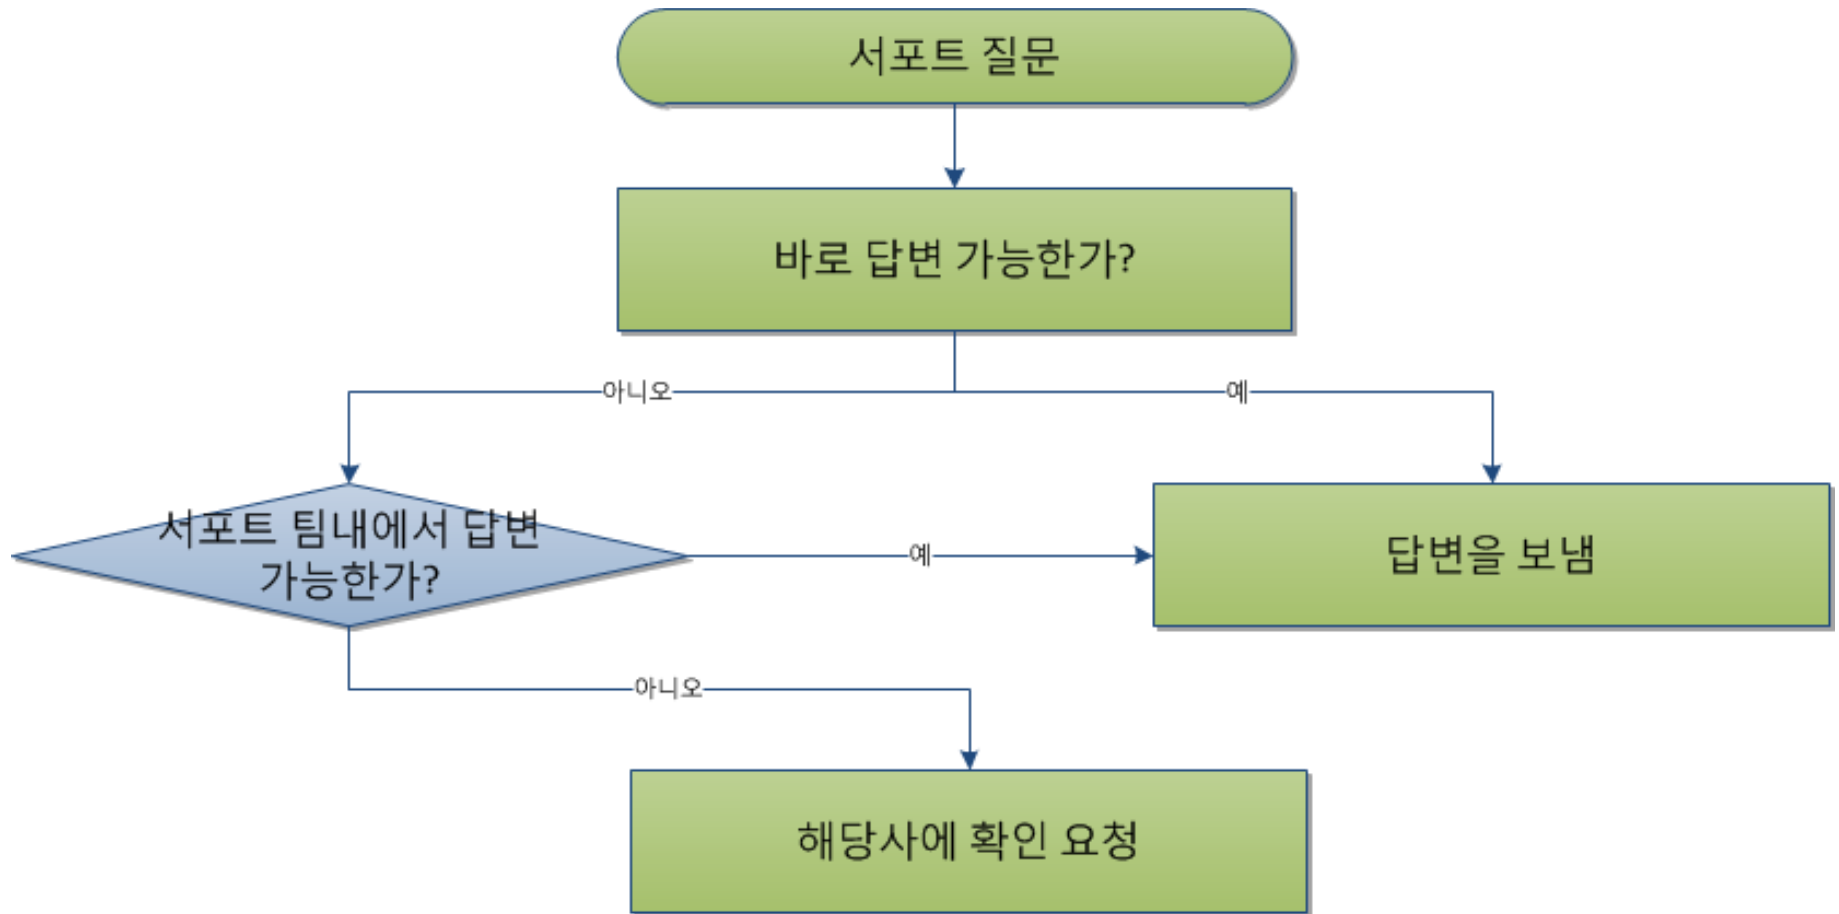 서포트 질문
바로 답변 가능한가?
아니오
예
서포트 팀내에서 답변
가능한가?
예
답변을 보냄
아니오
해당사에 확인 요청